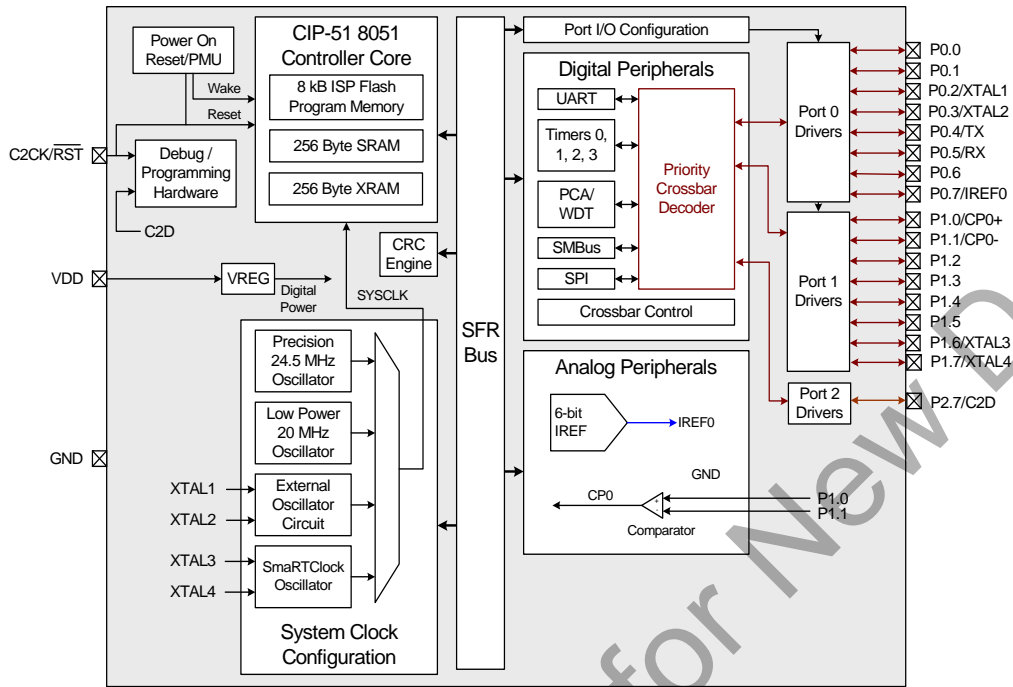 Power On
Reset/PMU
Wake
Reset
C2CK/RST
Debug /
Programming
Hardware
C2D
VDD
VREG
Digital
Power
GND
CIP-51 8051
Controller Core
8 kB ISP Flash
Program Memory
256 Byte SRAM
256 Byte XRAM
CRC
Engine
SYSCLK
Precision
24.5 MHz
Oscillator
Low Power
20 MHz
Oscillator
XTAL1
XTAL2
External
Oscillator
Circuit
XTAL3
XTAL4
SmaRTClock
Oscillator
System Clock
Configuration
SFR
Bus
Port I/O Configuration
Digital Peripherals
UART
Timers 0,
1, 2, 3
PCA/
WDT
SMBus
SPI
Priority
Crossbar
Decoder
Crossbar Control
Analog Peripherals
6-bit
IREF
IREF0
GND
CP0
+
-
Comparator
P1.0
P1.1
Port 0
Drivers
Port 1
Drivers
Port 2
Drivers
P0.0
P0.1
P0.2/XTAL1
P0.3/XTAL2
P0.4/TX
P0.5/RX
P0.6
P0.7/IREF0
P1.0/CP0+
P1.1/CP0-
P1.2
P1.3
P1.4
P1.5
P1.6/XTAL3
P1.7/XTAL4
P2.7/C2D
for New D